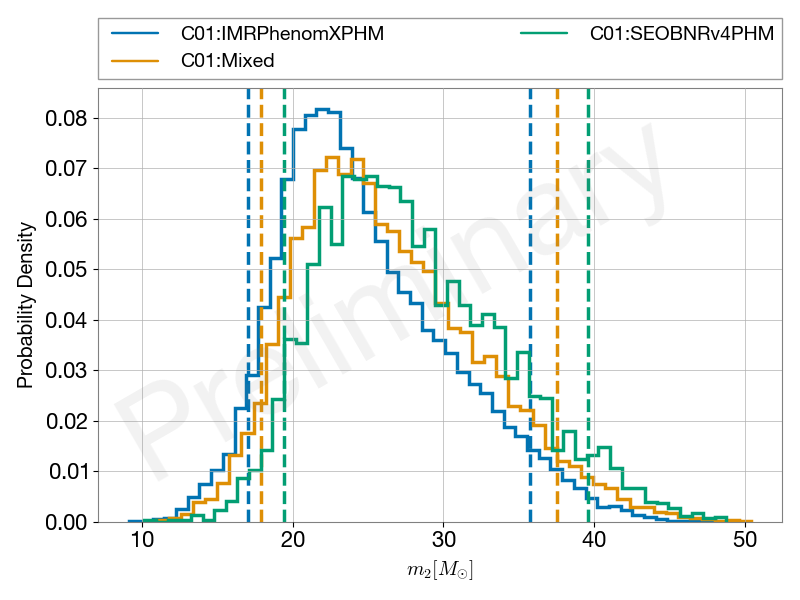 C01:IMRPhenomXPHM
C01:Mixed
C01:SEOBNRv4PHM
Preliminary
Probability Density
0.08
0.07
0.06
0.05
0.04
0.03
0.02
0.01
0.00
10 20 30 40 50
m₂[M⊙]